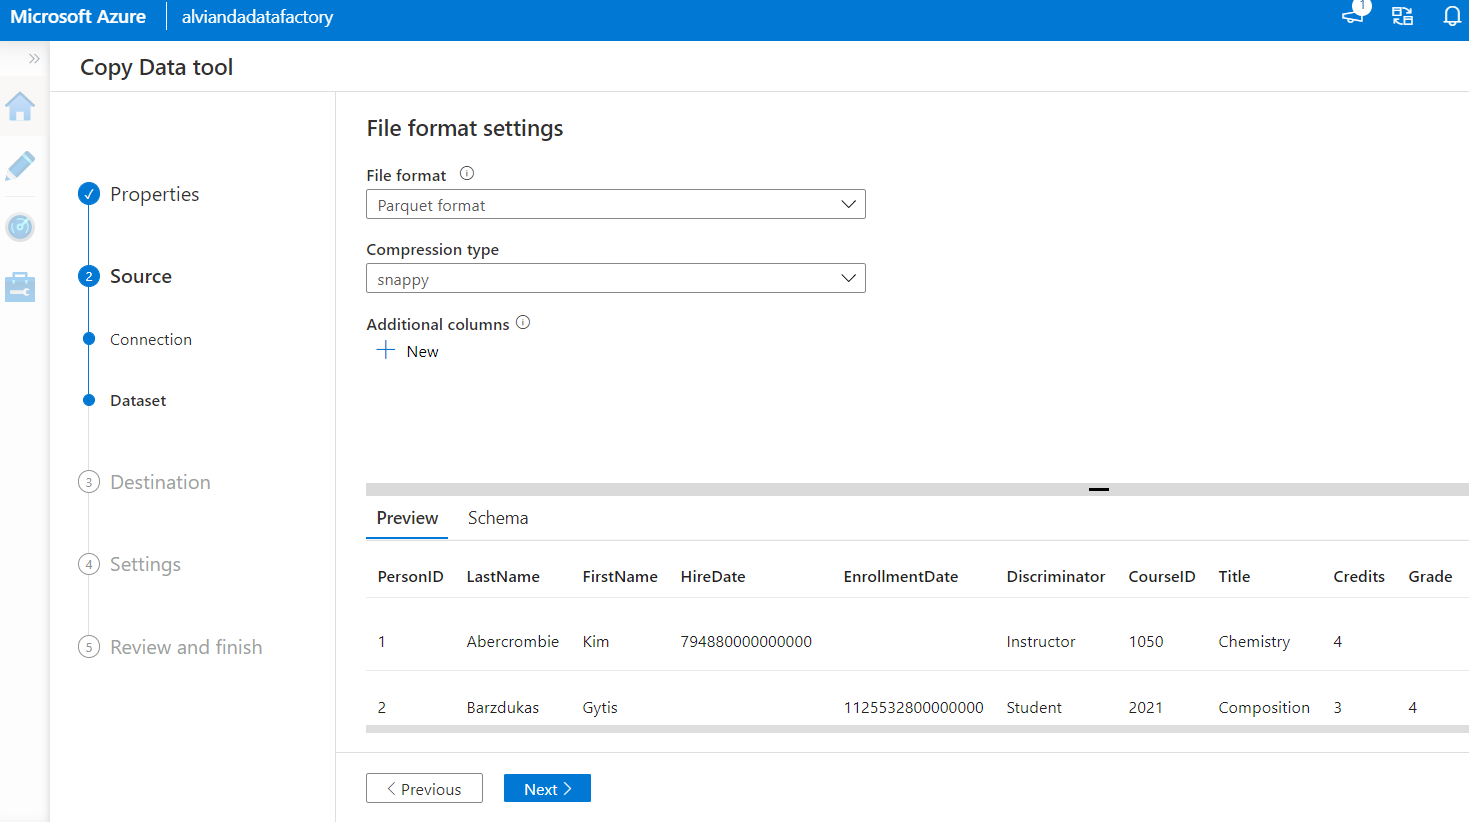 Microsoft Azure alviandadatafactory 1
Copy Data tool
Properties
2 Source
Connection
Dataset
3 Destination
4 Settings
5 Review and finish
File format settings
File format
Parquet format
Compression type
snappy
Additional columns
New
Preview Schema
PersonID LastName FirstName HireDate EnrollmentDate Discriminator CourseID Title Credits Grade
1 Abercrombie Kim 794880000000000 Instructor 1050 Chemistry 4
2 Barzdukas Gytis 1125532800000000 Student 2021 Composition 3 4
Previous Next